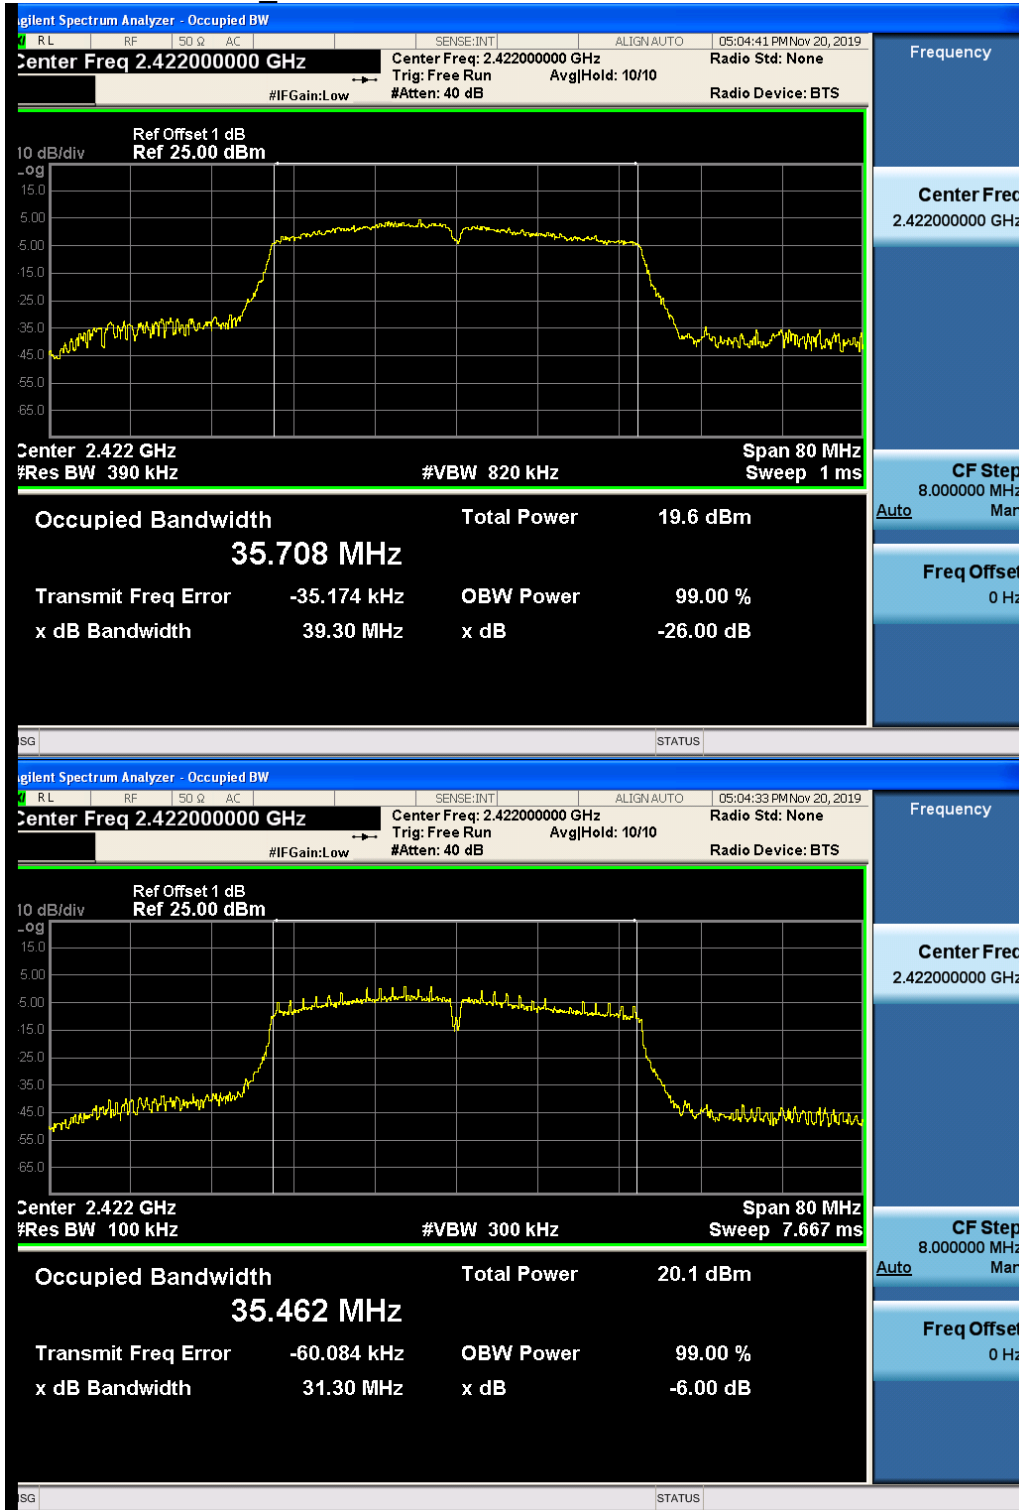 gilent Spectrum Analyzer - Occupied BW
RL RF 50 Ω AC SENSE:INT ALIGN AUTO 05:04:41 PM Nov 20, 2019
Center Freq 2.422000000 GHz
Center Freq: 2.422000000 GHz Radio Std: None
Trig: Free Run Avg|Hold: 10/10
#IFGain:Low #Atten: 40 dB Radio Device: BTS
Frequency
Ref Offset 1 dB
10 dB/div Ref 25.00 dBm
Log
15.0
5.00
-5.00
-15.0
-25.0
-35.0
-45.0
-55.0
-65.0
Center 2.422 GHz Span 80 MHz
#Res BW 390 kHz #VBW 820 kHz Sweep 1 ms
Center Freq
2.422000000 GHz
CF Step
8.000000 MHz
Auto Man
Freq Offset
0 Hz
Occupied Bandwidth Total Power 19.6 dBm
35.708 MHz
Transmit Freq Error -35.174 kHz OBW Power 99.00 %
x dB Bandwidth 39.30 MHz x dB -26.00 dB
SG STATUS
gilent Spectrum Analyzer - Occupied BW
RL RF 50 Ω AC SENSE:INT ALIGN AUTO 05:04:33 PM Nov 20, 2019
Center Freq 2.422000000 GHz
Center Freq: 2.422000000 GHz Radio Std: None
Trig: Free Run Avg|Hold: 10/10
#IFGain:Low #Atten: 40 dB Radio Device: BTS
Frequency
Ref Offset 1 dB
10 dB/div Ref 25.00 dBm
Log
15.0
5.00
-5.00
-15.0
-25.0
-35.0
-45.0
-55.0
-65.0
Center 2.422 GHz Span 80 MHz
#Res BW 100 kHz #VBW 300 kHz Sweep 7.667 ms
Center Freq
2.422000000 GHz
CF Step
8.000000 MHz
Auto Man
Freq Offset
0 Hz
Occupied Bandwidth Total Power 20.1 dBm
35.462 MHz
Transmit Freq Error -60.084 kHz OBW Power 99.00 %
x dB Bandwidth 31.30 MHz x dB -6.00 dB
SG STATUS